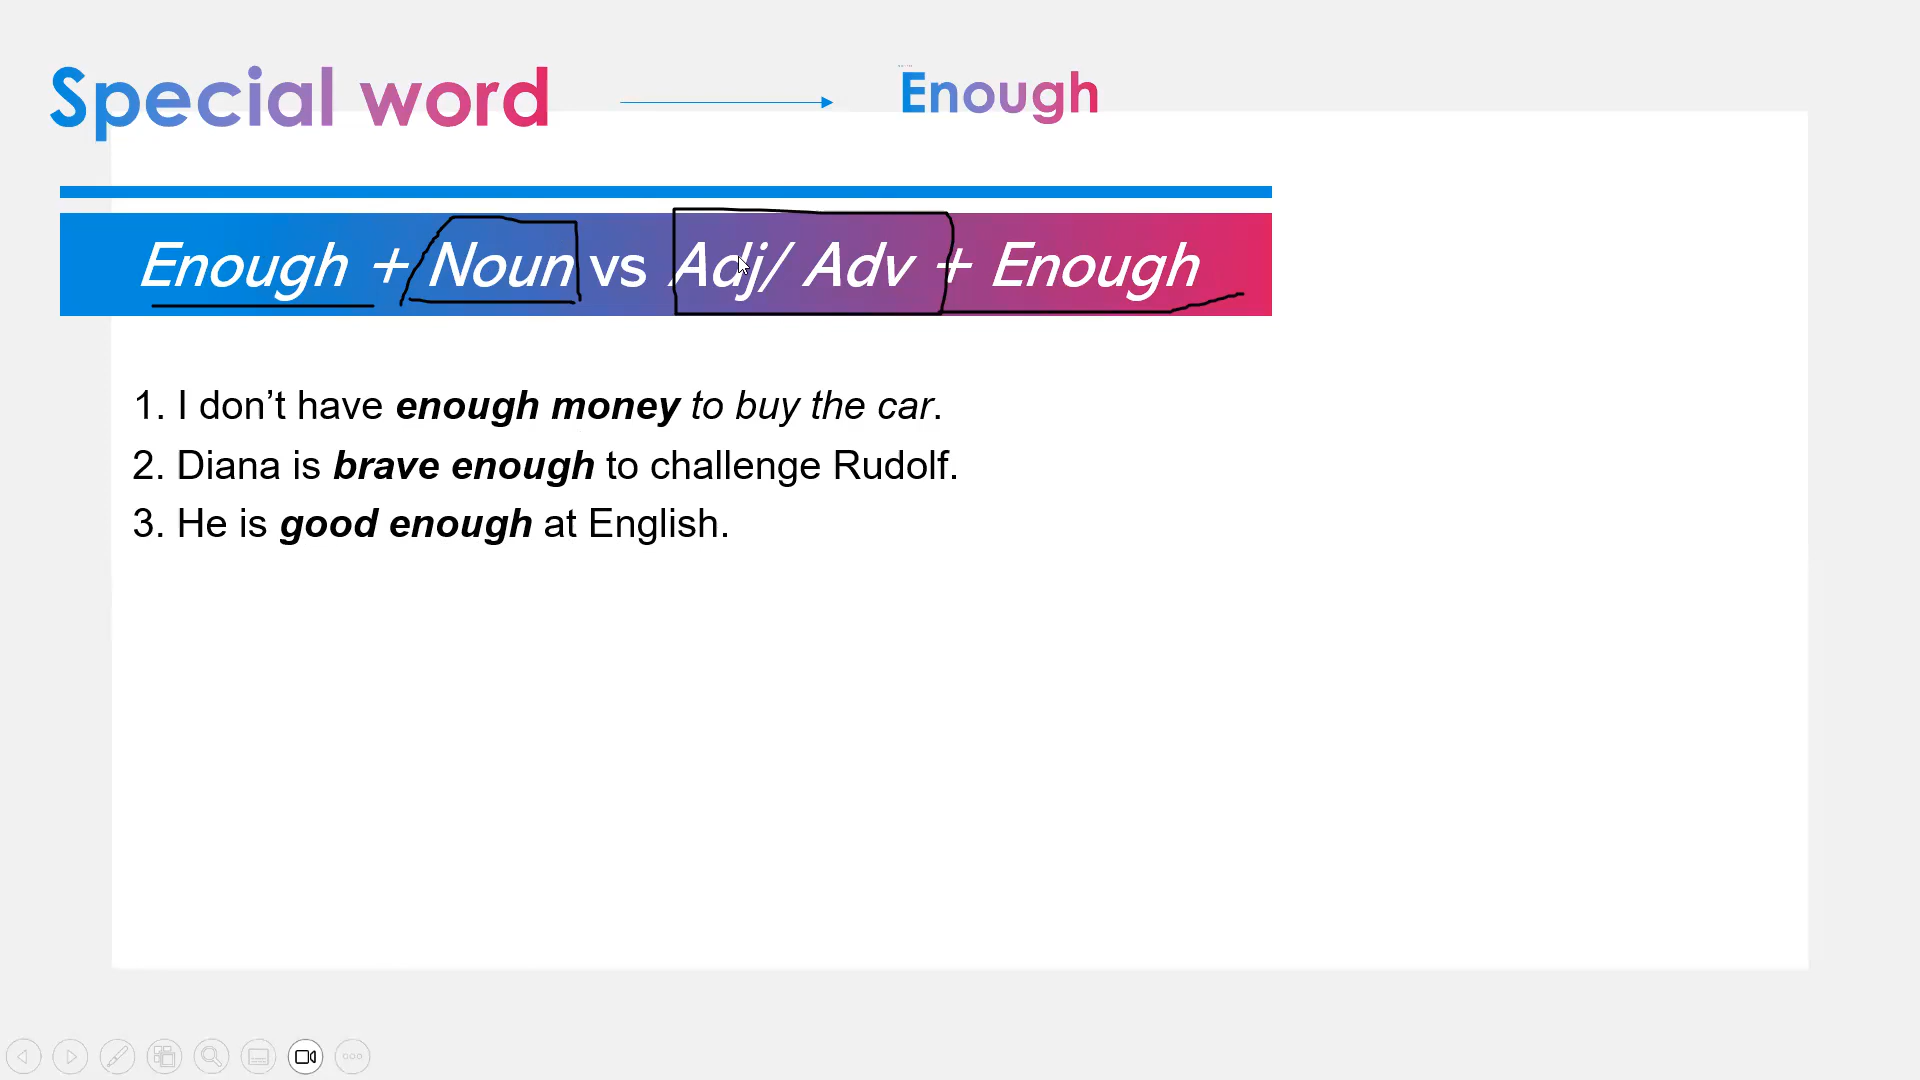 Special word
Enough
Enough + Noun vs Adj/ Adv + Enough
1. I don’t have enough money to buy the car.
2. Diana is brave enough to challenge Rudolf.
3. He is good enough at English.